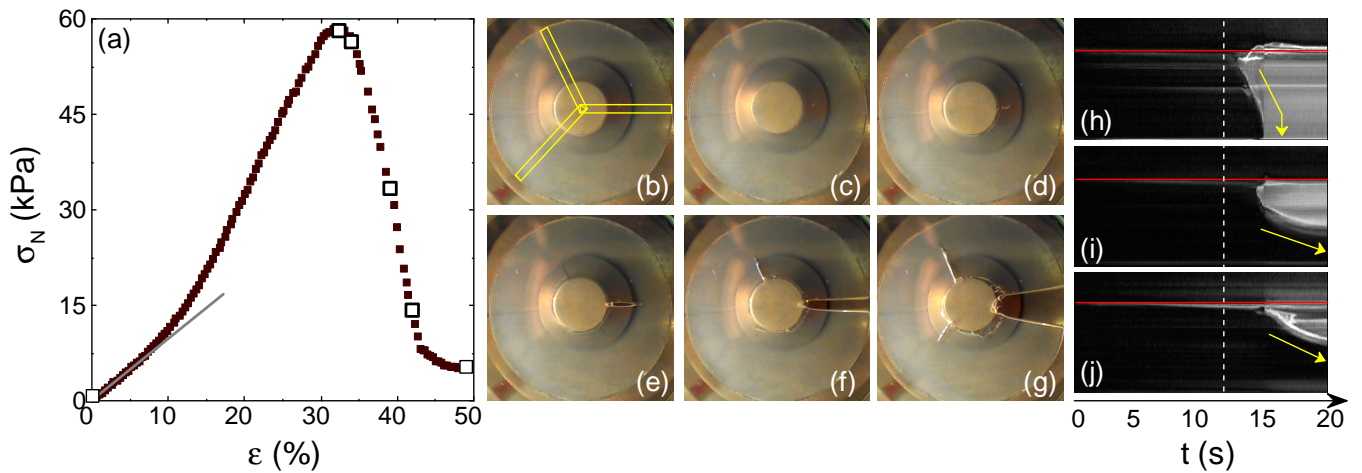 (a)
60
45
30
15
0
σN (kPa)
0 10 20 30 40 50
ε (%)
(b)
(c)
(d)
(e)
(f)
(g)
(h)
(i)
(j)
0 5 10 15 20
t (s)